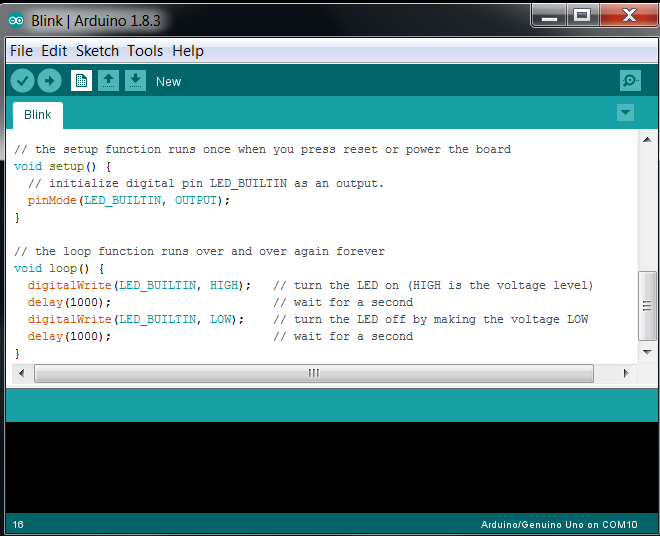 Blink | Arduino 1.8.3
File Edit Sketch Tools Help
New
Blink
// the setup function runs once when you press reset or power the board
void setup() {
  // initialize digital pin LED_BUILTIN as an output.
  pinMode(LED_BUILTIN, OUTPUT);
}
// the loop function runs over and over again forever
void loop() {
  digitalWrite(LED_BUILTIN, HIGH);   // turn the LED on (HIGH is the voltage level)
  delay(1000);                       // wait for a second
  digitalWrite(LED_BUILTIN, LOW);    // turn the LED off by making the voltage LOW
  delay(1000);                       // wait for a second
}
16 Arduino/Genuino Uno on COM10